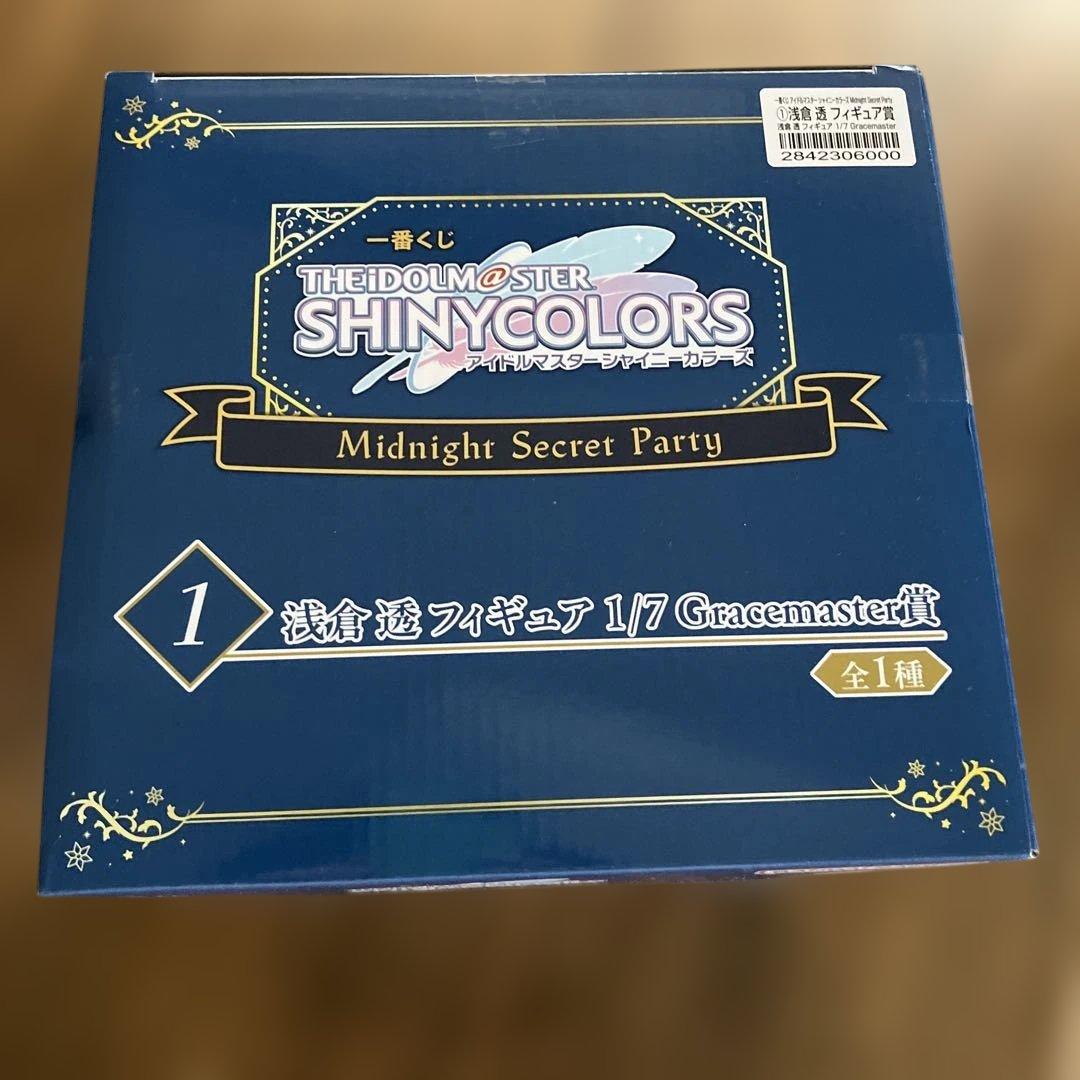 一番くじ アイドルマスター シャイニーカラーズ Midnight Secret Party
①浅倉 透 フィギュア賞
浅倉 透 フィギュア 1/7 Gracemaster
2842306000
一番くじ
THE iDOLM@STER
SHINYCOLORS
アイドルマスター シャイニーカラーズ
Midnight Secret Party
1 浅倉 透 フィギュア 1/7 Gracemaster賞
全1種